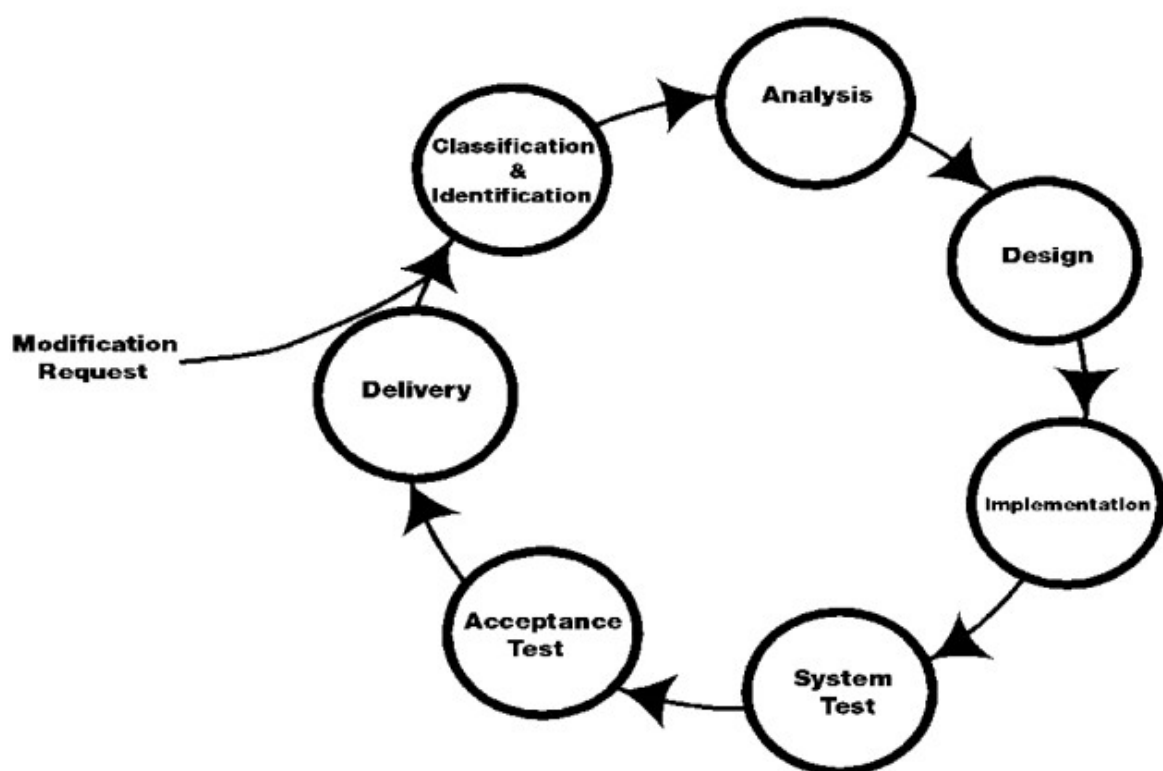 Analysis
Classification
&
Identification
Design
Modification
Request
Delivery
Implementation
Acceptance
Test
System
Test